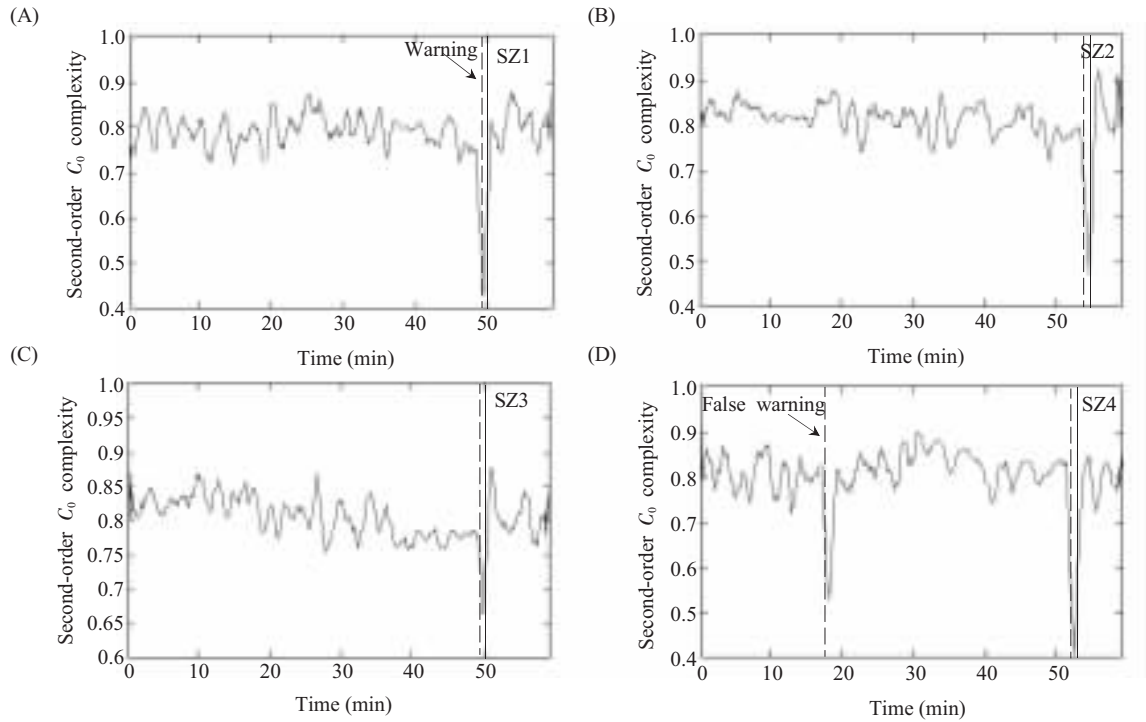 (A)
Second-order C₀ complexity
1.0
0.9
0.8
0.7
0.6
0.5
0.4
Warning
SZ1
0 10 20 30 40 50
Time (min)
(B)
Second-order C₀ complexity
1.0
0.9
0.8
0.7
0.6
0.5
0.4
SZ2
0 10 20 30 40 50
Time (min)
(C)
Second-order C₀ complexity
1.0
0.95
0.9
0.85
0.8
0.75
0.7
0.65
0.6
SZ3
0 10 20 30 40 50
Time (min)
(D)
Second-order C₀ complexity
1.0
0.9
0.8
0.7
0.6
0.5
0.4
False warning
SZ4
0 10 20 30 40 50
Time (min)